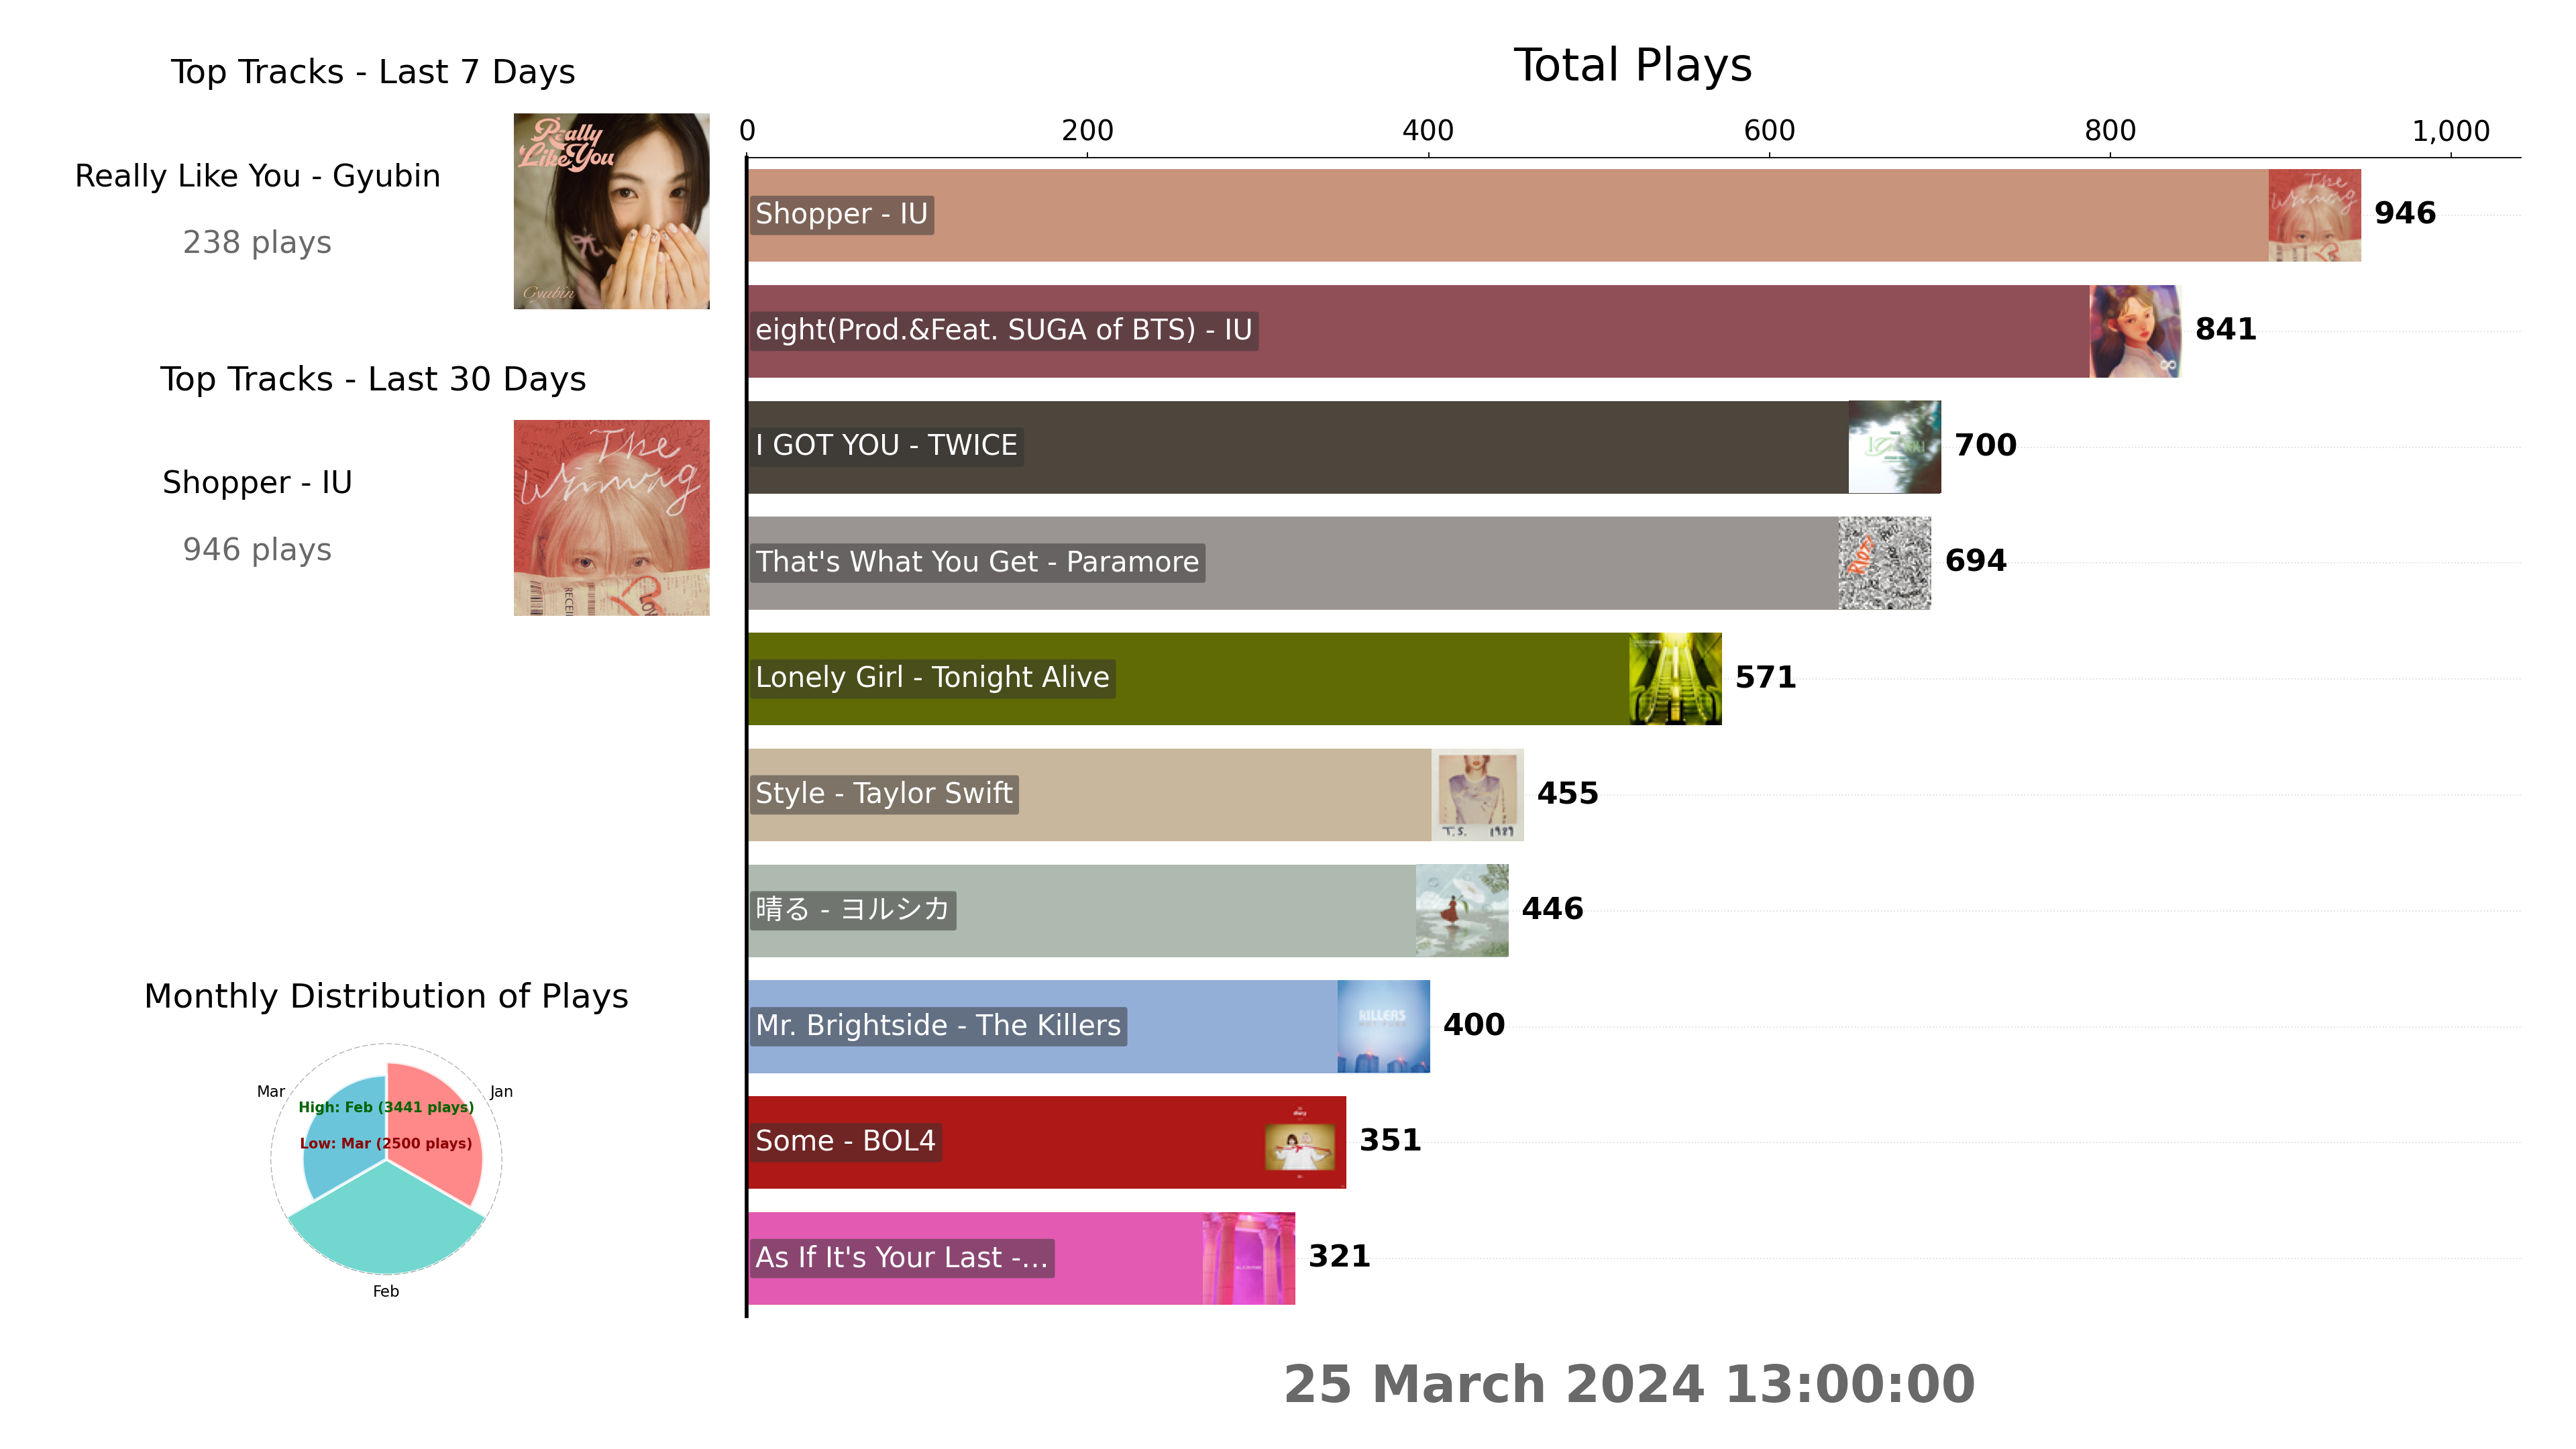 Top Tracks - Last 7 Days
Really Like You - Gyubin
238 plays
Really
Like You
Gyubin
Top Tracks - Last 30 Days
Shopper - IU
946 plays
The
Winning
Monthly Distribution of Plays
Mar
Jan
High: Feb (3441 plays)
Low: Mar (2500 plays)
Feb
Total Plays
0 200 400 600 800 1,000
Shopper - IU
The
Winning
946
eight(Prod.&Feat. SUGA of BTS) - IU
841
I GOT YOU - TWICE
700
That's What You Get - Paramore
RIOT!
694
Lonely Girl - Tonight Alive
571
Style - Taylor Swift
T.S. 1989
455
晴る - ヨルシカ
446
Mr. Brightside - The Killers
KILLERS
400
Some - BOL4
351
As If It's Your Last -...
321
25 March 2024 13:00:00